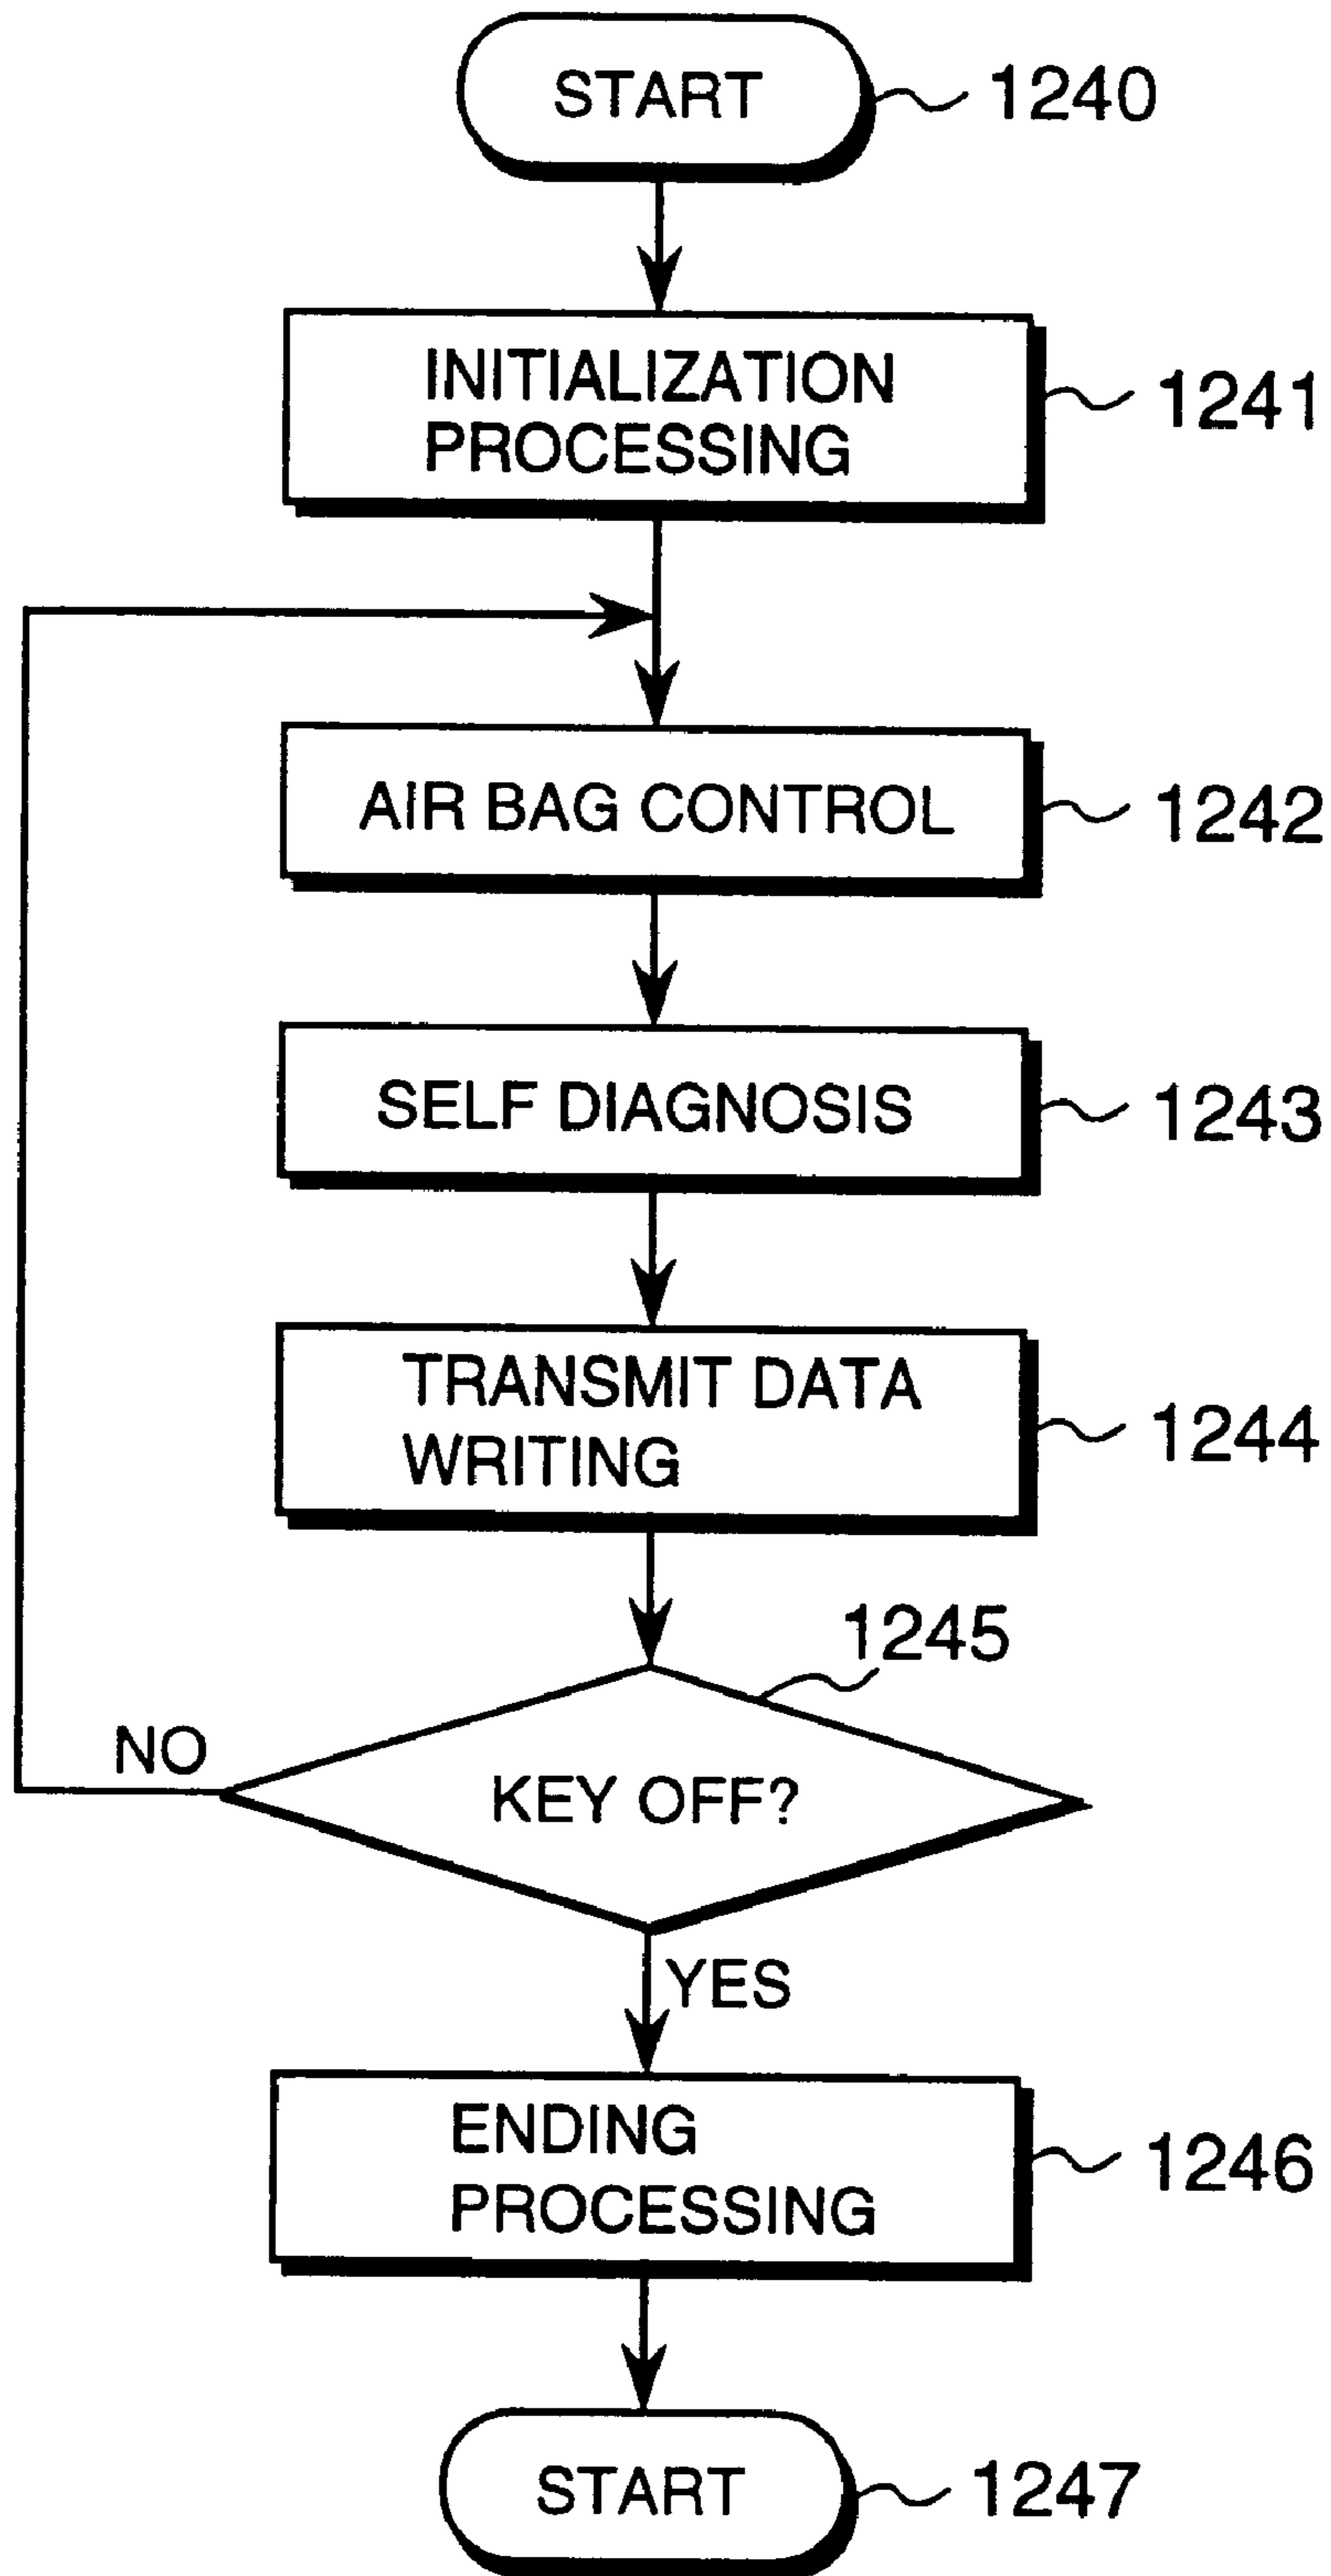 START 1240
INITIALIZATION
PROCESSING
1241
AIR BAG CONTROL 1242
SELF DIAGNOSIS 1243
TRANSMIT DATA
WRITING
1244
1245
NO
KEY OFF?
YES
ENDING
PROCESSING
1246
START 1247